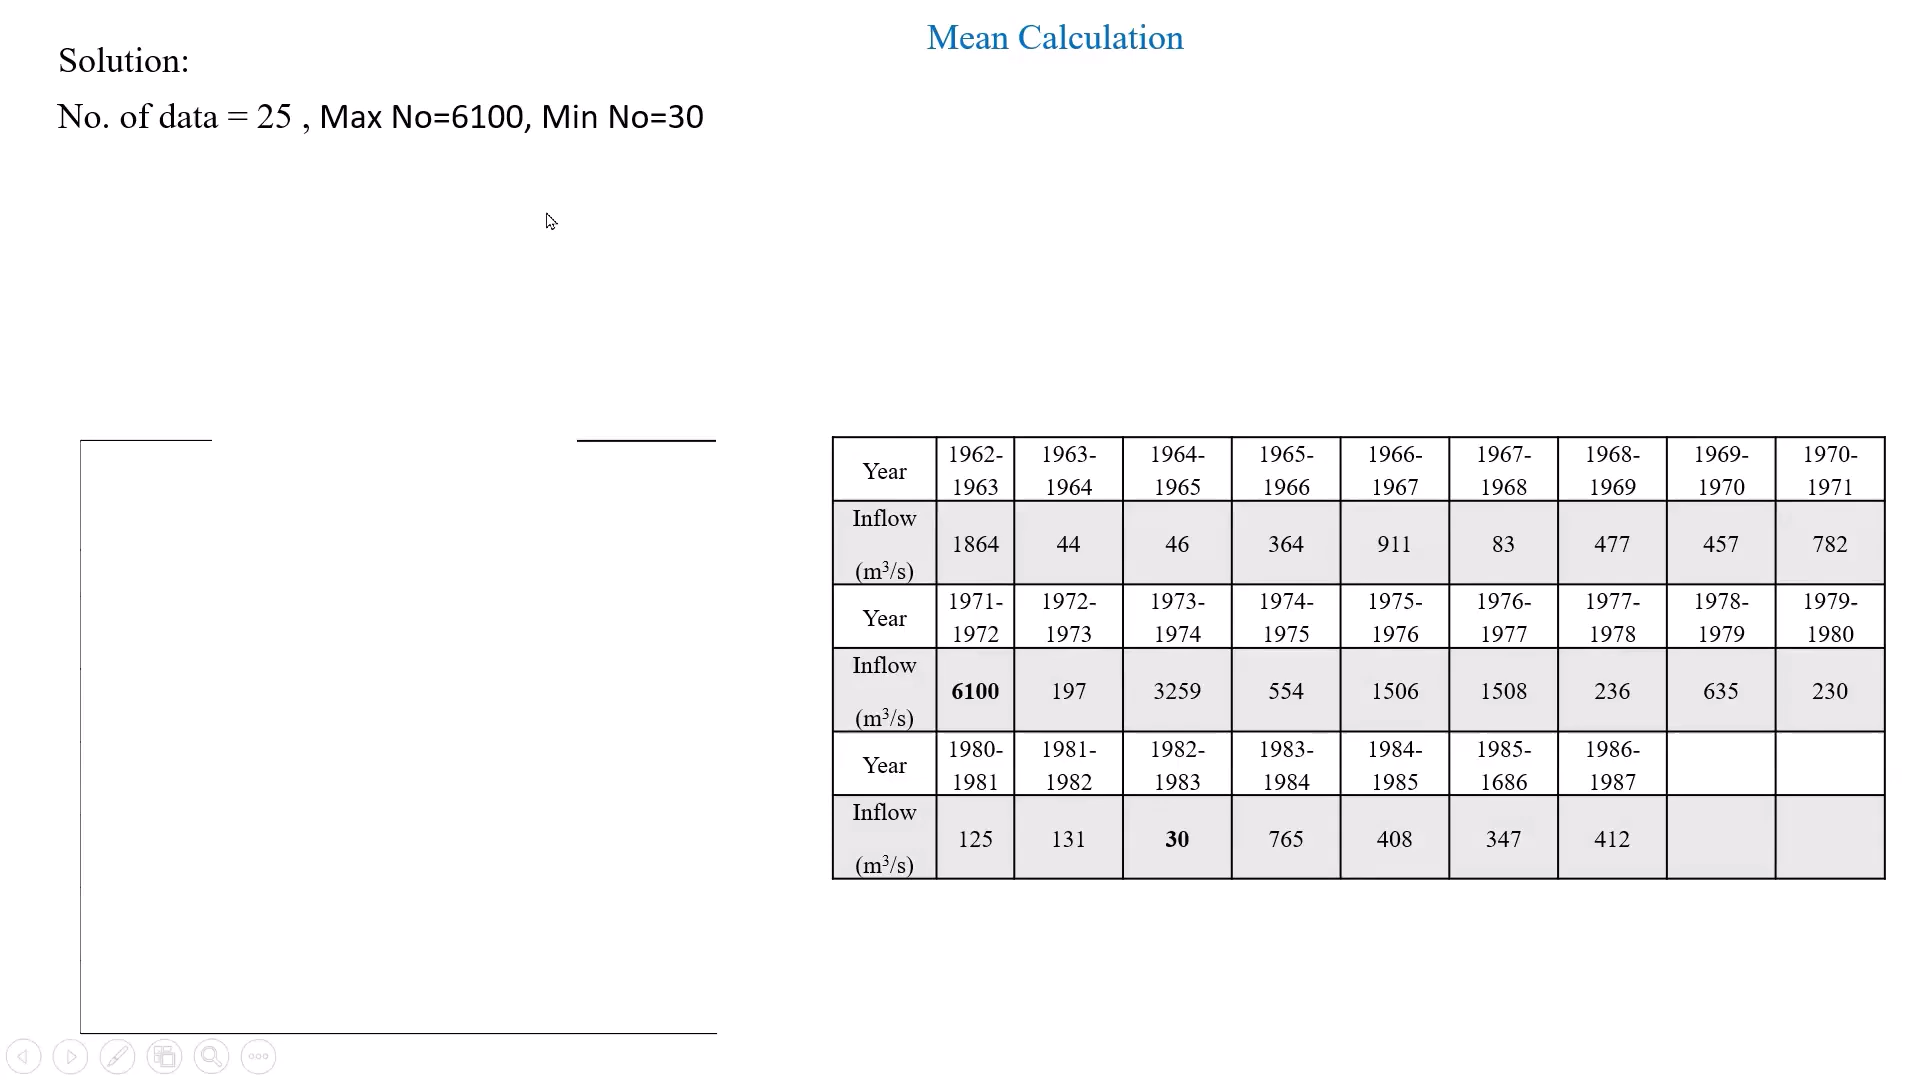 Mean Calculation
Solution:
No. of data = 25 , Max No=6100, Min No=30
Year 1962-1963 1963-1964 1964-1965 1965-1966 1966-1967 1967-1968 1968-1969 1969-1970 1970-1971
Inflow (m³/s) 1864 44 46 364 911 83 477 457 782
Year 1971-1972 1972-1973 1973-1974 1974-1975 1975-1976 1976-1977 1977-1978 1978-1979 1979-1980
Inflow (m³/s) 6100 197 3259 554 1506 1508 236 635 230
Year 1980-1981 1981-1982 1982-1983 1983-1984 1984-1985 1985-1686 1986-1987
Inflow (m³/s) 125 131 30 765 408 347 412